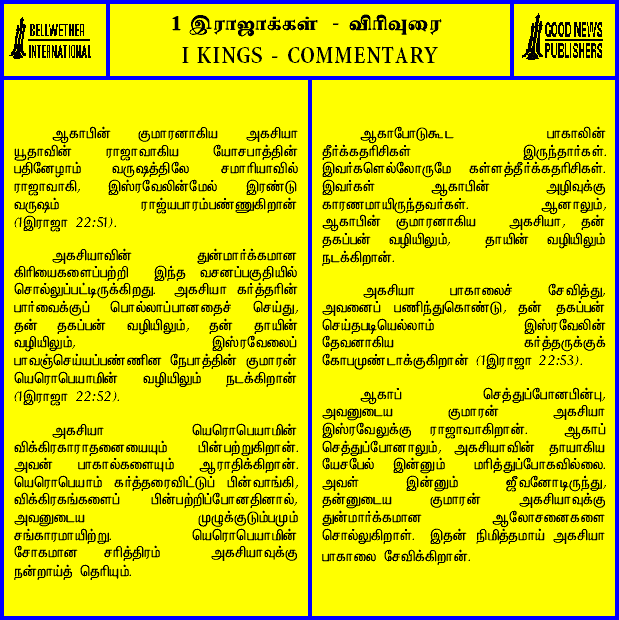 BELLWETHER
INTERNATIONAL
1 இராஜாக்கள் - விரிவுரை
I KINGS - COMMENTARY
GOOD NEWS
PUBLISHERS
ஆகாபின் குமாரனாகிய அகசியா
யூதாவின் ராஜாவாகிய யோசபாத்தின்
பதினேழாம் வருஷத்திலே சமாரியாவில்
ராஜாவாகி, இஸ்ரவேலின்மேல் இரண்டு
வருஷம் ராஜ்யபாரம்பண்ணுகிறான்
(1இராஜா 22:51).
அகசியாவின் துன்மார்க்கமான
கிரியைகளைப்பற்றி இந்த வசனப்பகுதியில்
சொல்லுப்பட்டிருக்கிறது. அகசியா கர்த்தரின்
பார்வைக்குப் பொல்லாப்பானதைச் செய்து,
தன் தகப்பன் வழியிலும், தன் தாயின்
வழியிலும், இஸ்ரவேலைப்
பாவஞ்செய்யப்பண்ணின நேபாத்தின் குமாரன்
யெரொபெயாமின் வழியிலும் நடக்கிறான்
(1இராஜா 22:52).
அகசியா யெரொபெயாமின்
விக்கிரகாராதனையையும் பின்பற்றுகிறான்.
அவன் பாகால்களையும் ஆராதிக்கிறான்.
யெரொபெயாம் கர்த்தரைவிட்டுப் பின்வாங்கி,
விக்கிரகங்களைப் பின்பற்றிப்போனதினால்,
அவனுடைய முழுக்குடும்பமும்
சங்காரமாயிற்று. யெரொபெயாமின்
சோகமான சரித்திரம் அகசியாவுக்கு
நன்றாய்த் தெரியும்.
ஆகாபோடுகூட பாகாலின்
தீர்க்கதரிசிகள் இருந்தார்கள்.
இவர்களெல்லோருமே கள்ளத்தீர்க்கதரிசிகள்.
இவர்கள் ஆகாபின் அழிவுக்கு
காரணமாயிருந்தவர்கள். ஆனாலும்,
ஆகாபின் குமாரனாகிய அகசியா, தன்
தகப்பன் வழியிலும், தாயின் வழியிலும்
நடக்கிறான்.
அகசியா பாகாலைச் சேவித்து,
அவனைப் பணிந்துகொண்டு, தன் தகப்பன்
செய்தபடியெல்லாம் இஸ்ரவேலின்
தேவனாகிய கர்த்தருக்குக்
கோபமுண்டாக்குகிறான் (1இராஜா 22:53).
ஆகாப் செத்துப்போனபின்பு,
அவனுடைய குமாரன் அகசியா
இஸ்ரவேலுக்கு ராஜாவாகிறான். ஆகாப்
செத்துப்போனாலும், அகசியாவின் தாயாகிய
யேசபேல் இன்னும் மரித்துப்போகவில்லை.
அவள் இன்னும் ஜீவனோடிருந்து,
தன்னுடைய குமாரன் அகசியாவுக்கு
துன்மார்க்கமான ஆலோசனைகளை
சொல்லுகிறாள். இதன் நிமித்தமாய் அகசியா
பாகாலை சேவிக்கிறான்.